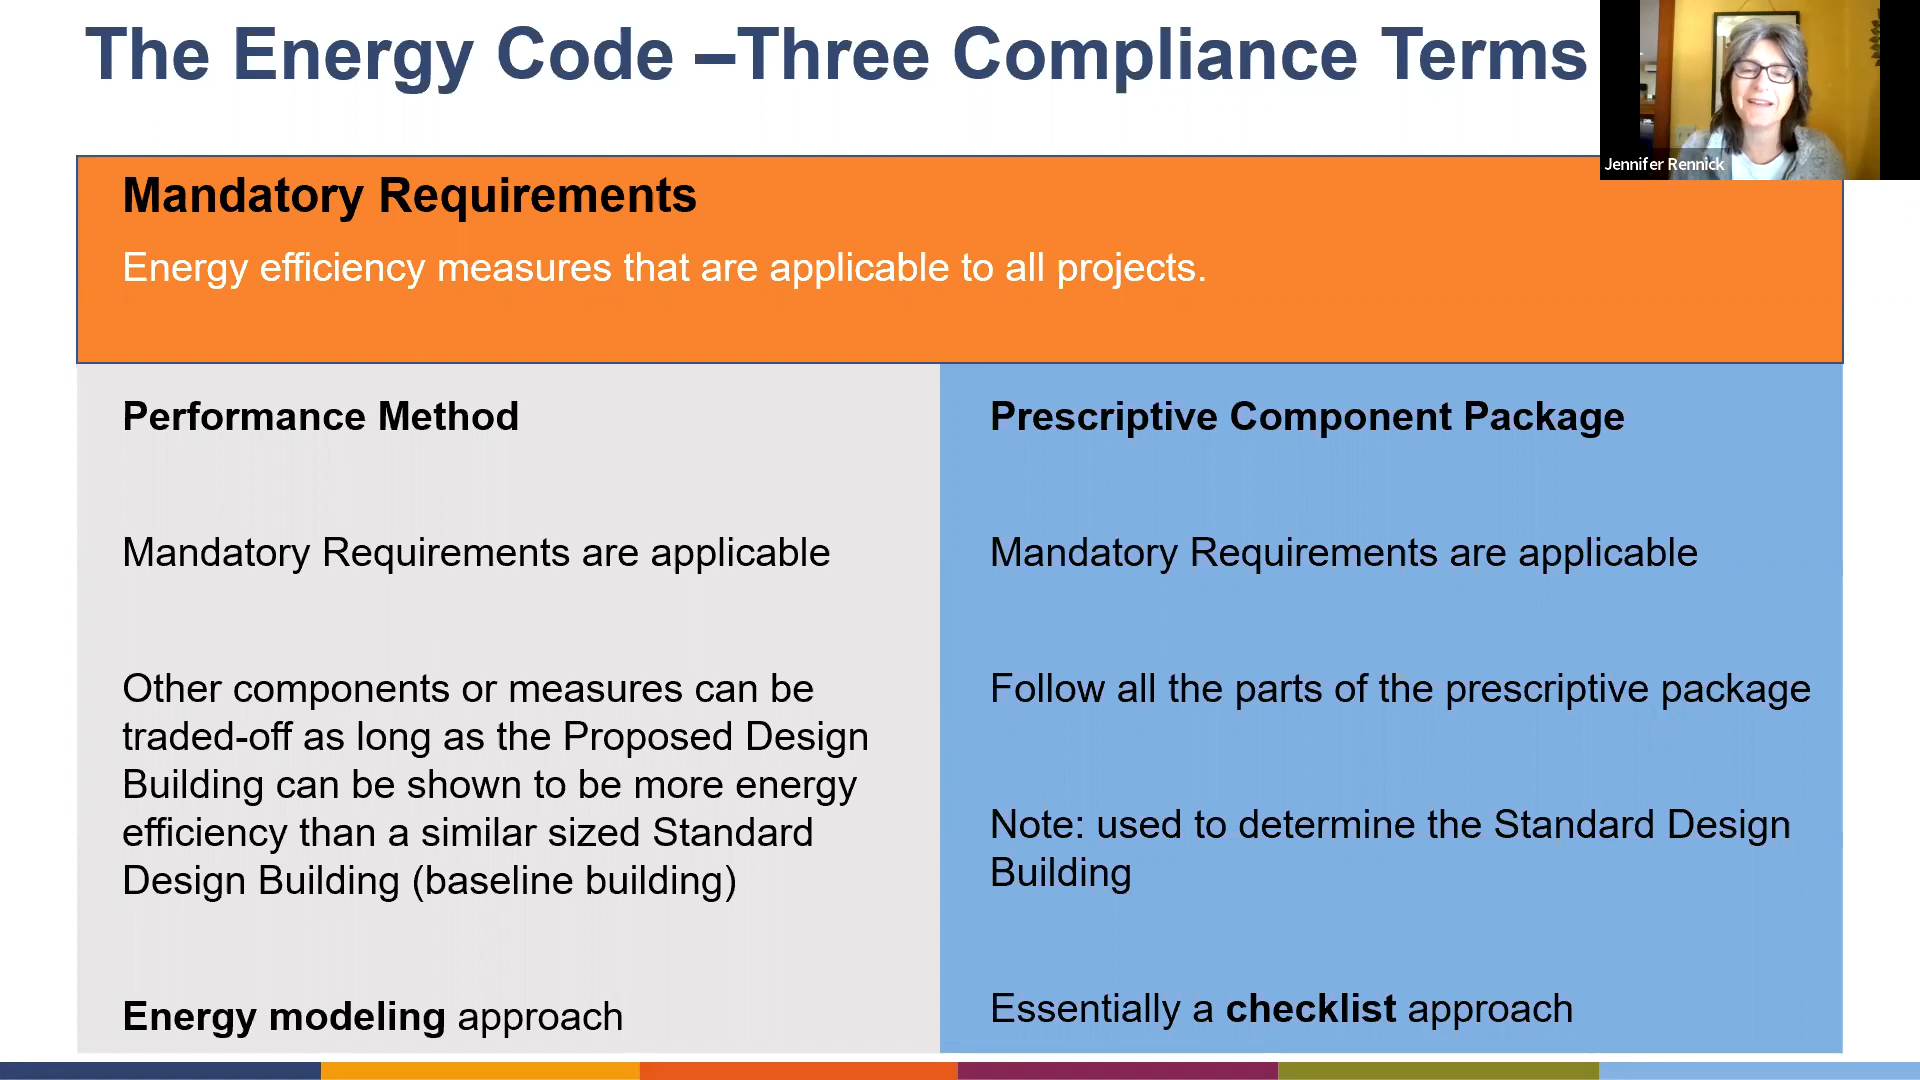 The Energy Code –Three Compliance Terms
Jennifer Rennick
Mandatory Requirements
Energy efficiency measures that are applicable to all projects.
Performance Method
Mandatory Requirements are applicable
Other components or measures can be
traded-off as long as the Proposed Design
Building can be shown to be more energy
efficiency than a similar sized Standard
Design Building (baseline building)
Energy modeling approach
Prescriptive Component Package
Mandatory Requirements are applicable
Follow all the parts of the prescriptive package
Note: used to determine the Standard Design
Building
Essentially a checklist approach